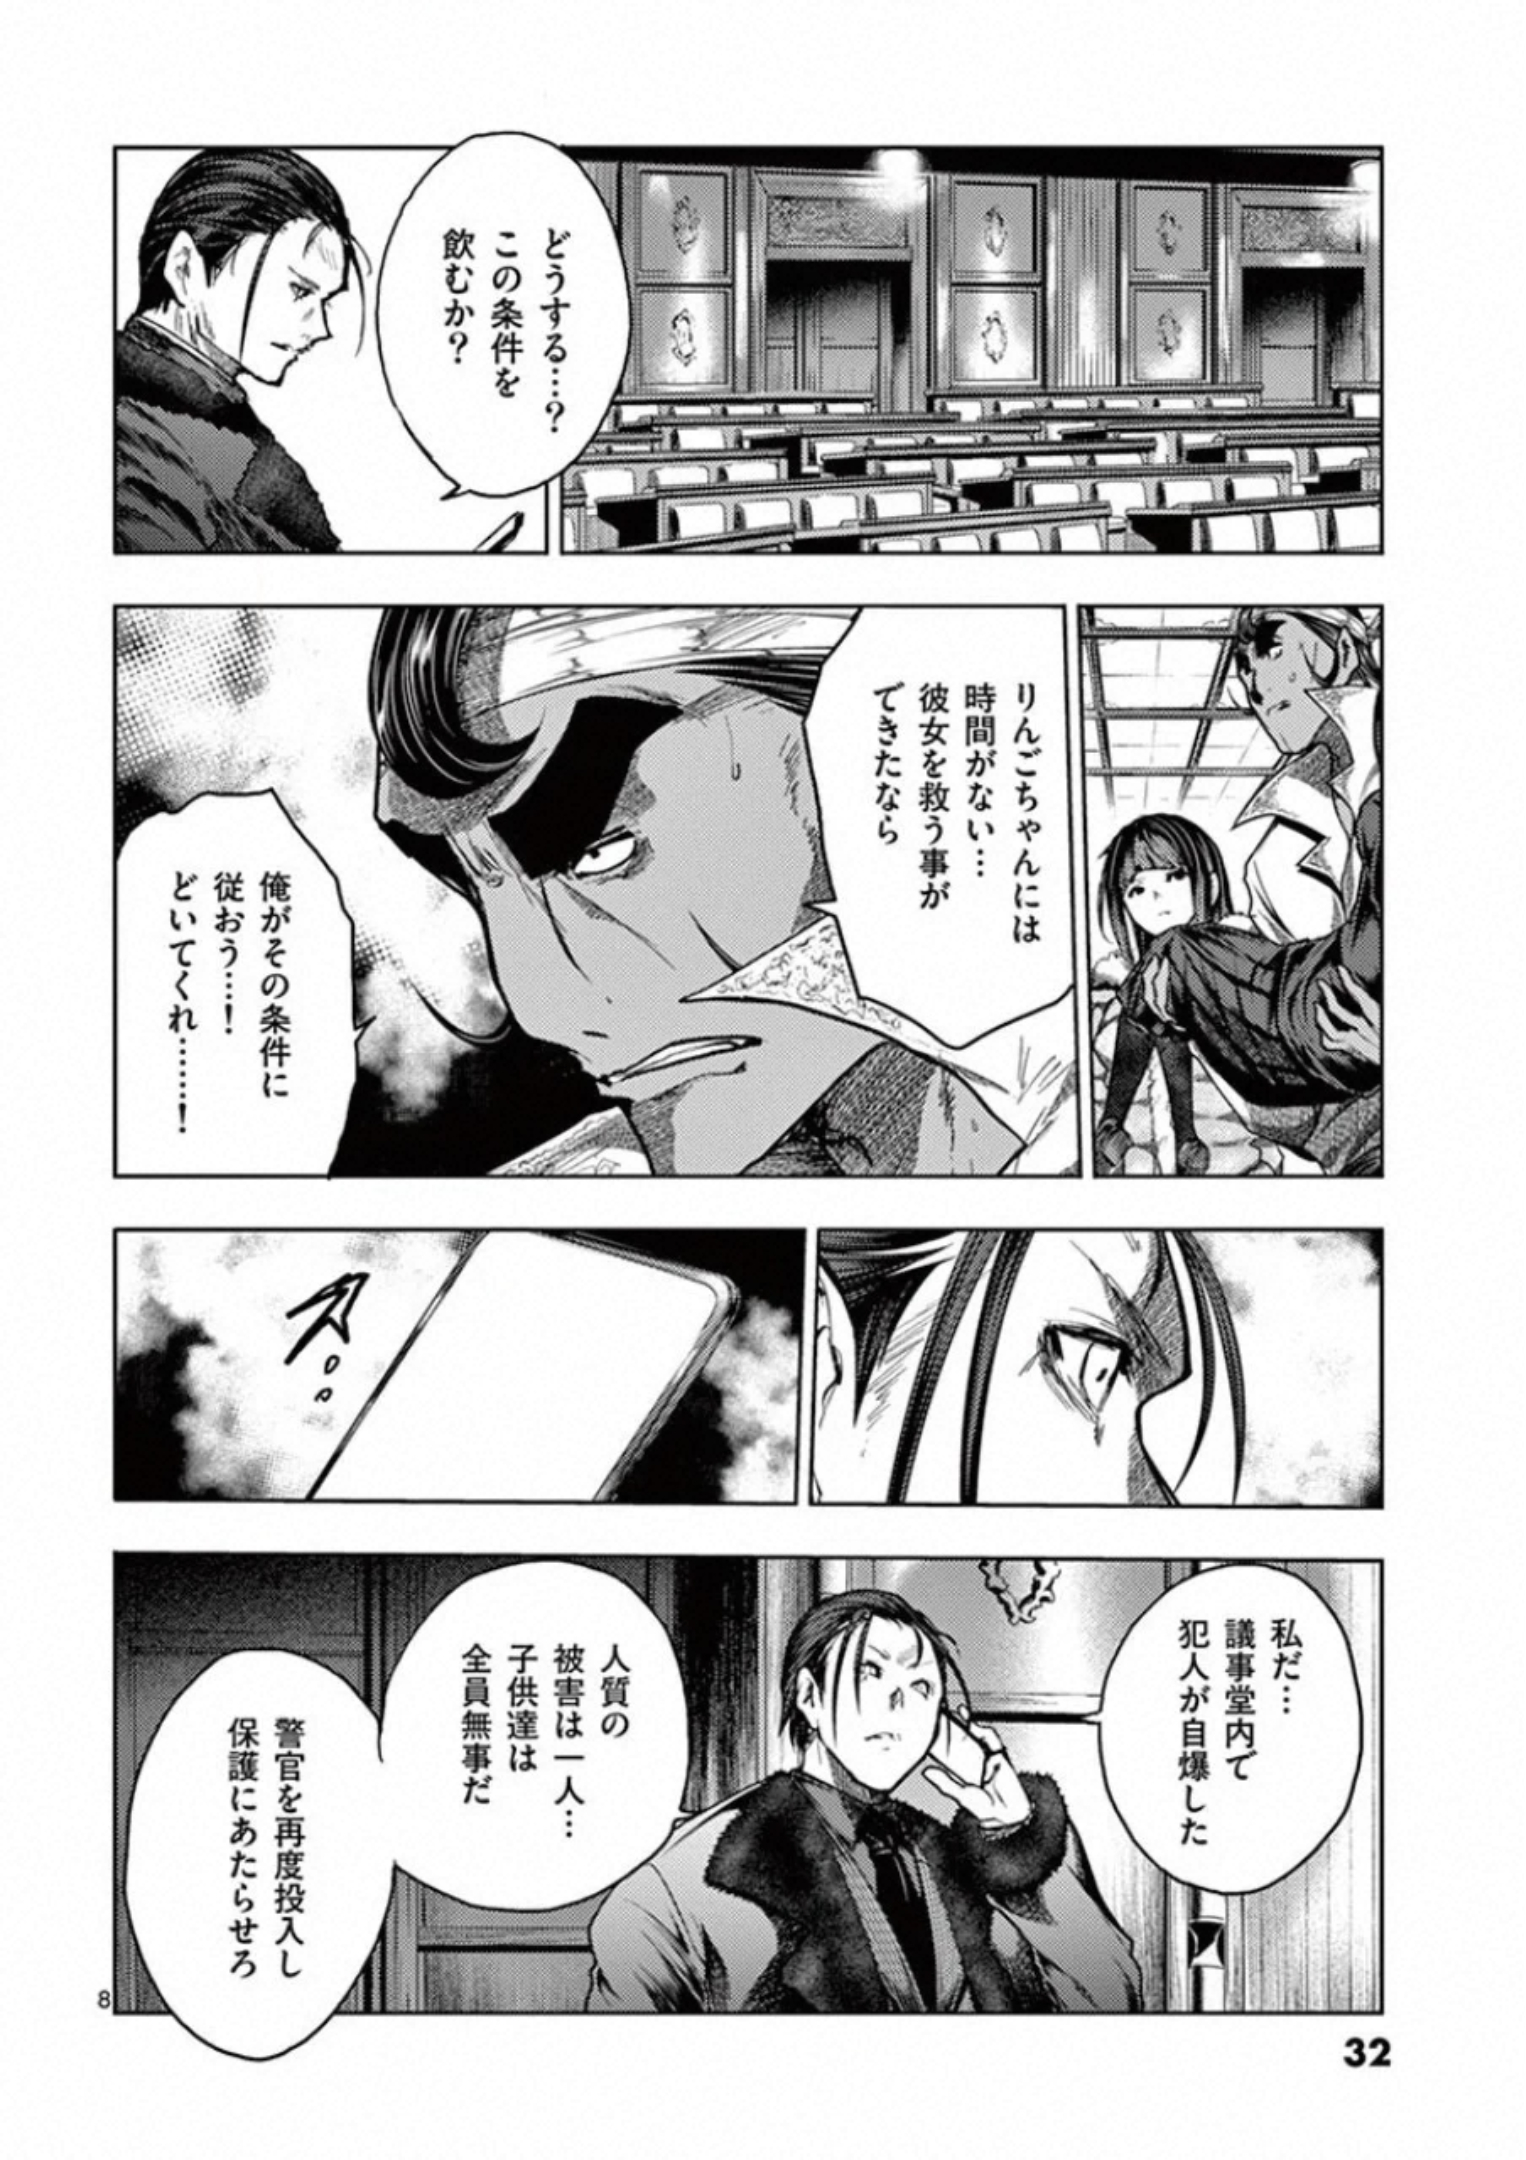 どうする…?
この条件を
飲むか?
りんごちゃんには
時間がない…
彼女を救う事が
できたなら
俺がその条件に
従おう…!
どいてくれ……!
ス…
私だ…
議事堂内で
犯人が自爆した
人質の
被害は一人…
子供達は
全員無事だ
警官を再度投入し
保護にあたらせろ
8
32